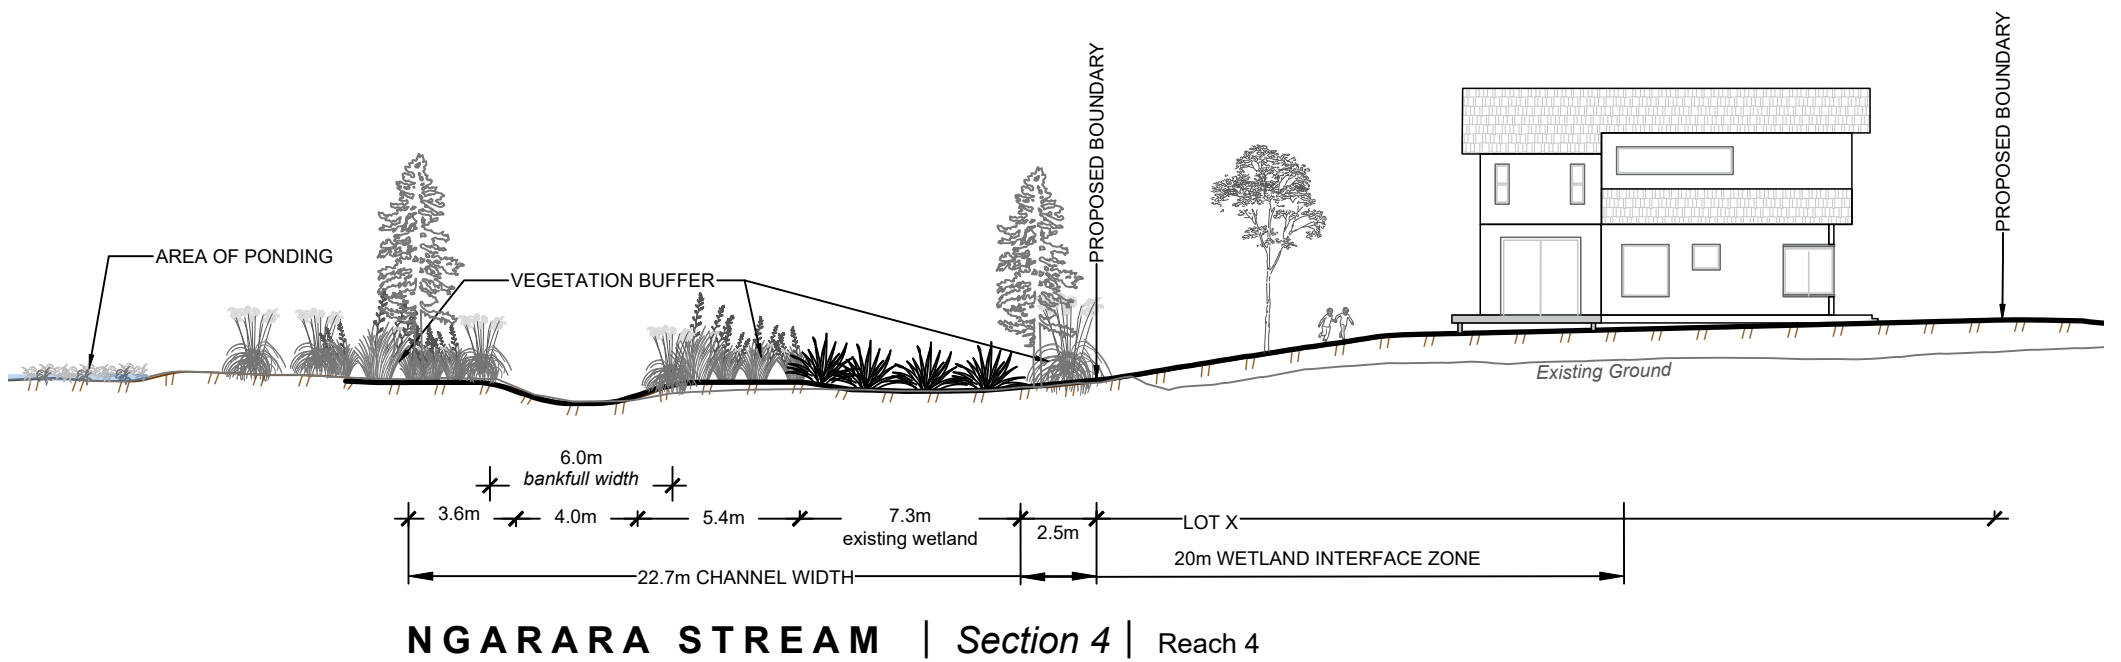 PROPOSED BOUNDARY
PROPOSED BOUNDARY
AREA OF PONDING
VEGETATION BUFFER
Existing Ground
6.0m
bankfull width
3.6m
4.0m
5.4m
7.3m
existing wetland
2.5m
LOT X
20m WETLAND INTERFACE ZONE
22.7m CHANNEL WIDTH
NGARARA STREAM | Section 4 | Reach 4